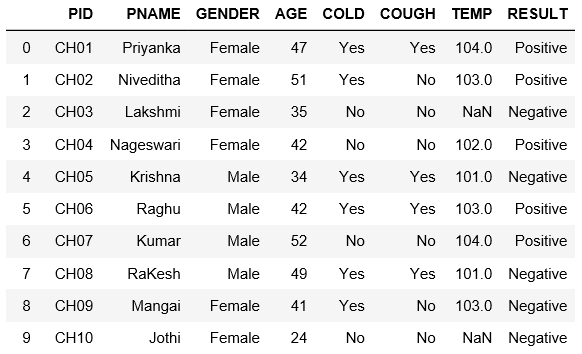 PID PNAME GENDER AGE COLD COUGH TEMP RESULT
0 CH01 Priyanka Female 47 Yes Yes 104.0 Positive
1 CH02 Niveditha Female 51 Yes No 103.0 Positive
2 CH03 Lakshmi Female 35 No No NaN Negative
3 CH04 Nageswari Female 42 No No 102.0 Positive
4 CH05 Krishna Male 34 Yes Yes 101.0 Negative
5 CH06 Raghu Male 42 Yes Yes 103.0 Positive
6 CH07 Kumar Male 52 No No 104.0 Positive
7 CH08 RaKesh Male 49 Yes Yes 101.0 Negative
8 CH09 Mangai Female 41 Yes No 103.0 Negative
9 CH10 Jothi Female 24 No No NaN Negative